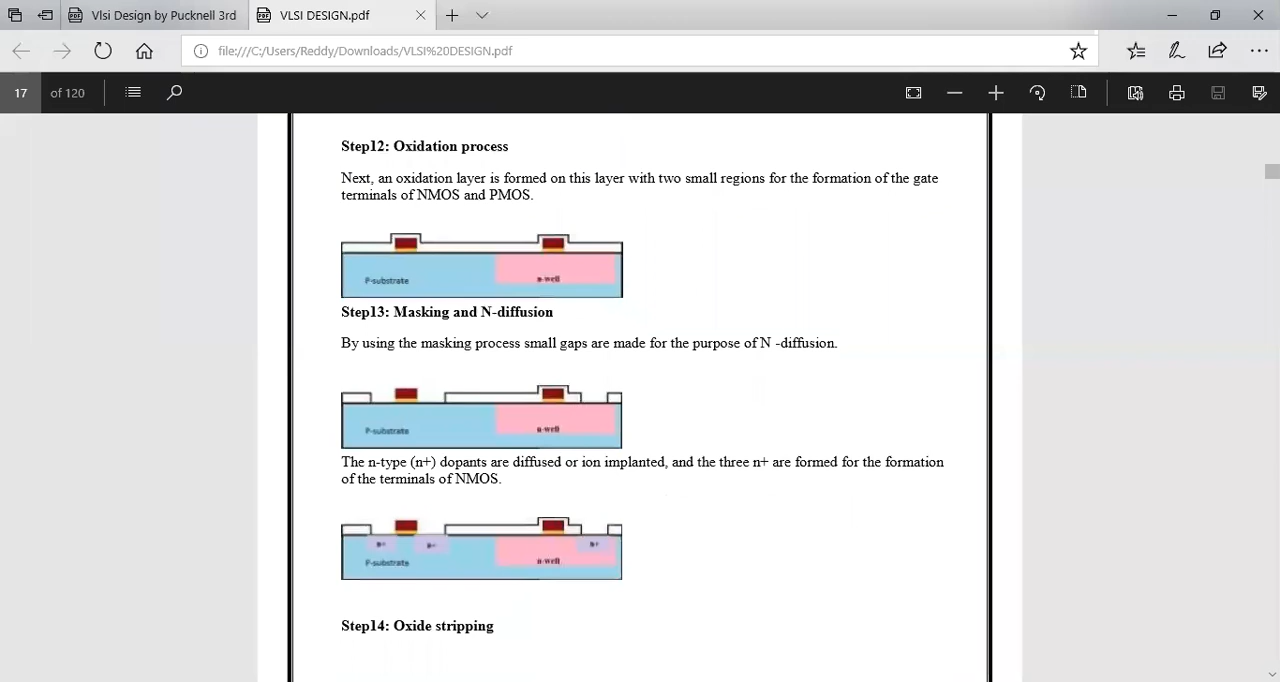 Vlsi Design by Pucknell 3rd
VLSI DESIGN.pdf
file:///C:/Users/Reddy/Downloads/VLSI%20DESIGN.pdf
17 of 120
Step12: Oxidation process
Next, an oxidation layer is formed on this layer with two small regions for the formation of the gate
terminals of NMOS and PMOS.
P-substrate
n-well
Step13: Masking and N-diffusion
By using the masking process small gaps are made for the purpose of N -diffusion.
P-substrate
n-well
The n-type (n+) dopants are diffused or ion implanted, and the three n+ are formed for the formation
of the terminals of NMOS.
n+ n+ n+
P-substrate
n-well
Step14: Oxide stripping